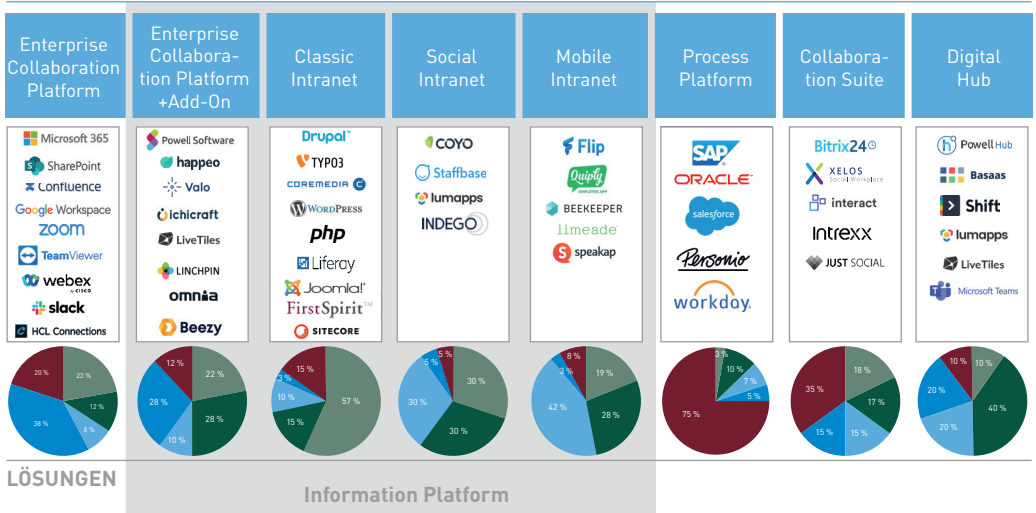 Enterprise
Collaboration
Platform
Enterprise
Collabora-
tion Platform
+Add-On
Classic
Intranet
Social
Intranet
Mobile
Intranet
Process
Platform
Collabora-
tion Suite
Digital
Hub
Microsoft 365
SharePoint
Confluence
Google Workspace
zoom
TeamViewer
webex
by CISCO
slack
HCL Connections
Powell Software
happeo
Valo
ichicraft
LiveTiles
LINCHPIN
omnia
Beezy
Drupal™
TYPO3
COREMEDIA
WORDPRESS
php
Liferay
Joomla!®
FirstSpirit™
SITECORE
COYO
Staffbase
lumapps
INDEGO
Flip
Quiply
EMPLOYEE APP
BEEKEEPER
11meade
speakap
SAP
ORACLE
salesforce
Personio
workday.
Bitrix24
XELOS
Social Workplace
interact
Intrexx
JUST SOCIAL
Powell Hub
Basaas
Shift
lumapps
LiveTiles
Microsoft Teams
20 %
22 %
12 %
8 %
38 %
12 %
22 %
28 %
10 %
28 %
15 %
3 %
10 %
15 %
57 %
5 %
5 %
30 %
30 %
30 %
8 %
3 %
19 %
42 %
28 %
3 %
10 %
7 %
5 %
75 %
35 %
18 %
17 %
15 %
15 %
10 %
10 %
20 %
40 %
20 %
LÖSUNGEN
Information Platform